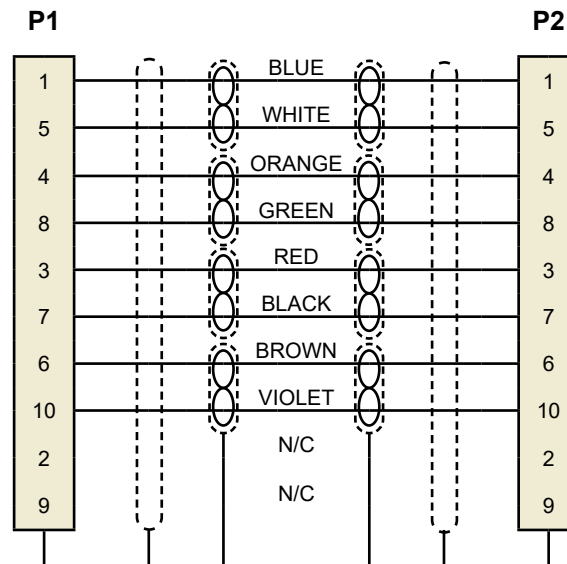 P1 P2
1 BLUE 1
5 WHITE 5
4 ORANGE 4
8 GREEN 8
3 RED 3
7 BLACK 7
6 BROWN 6
10 VIOLET 10
2 N/C 2
9 N/C 9